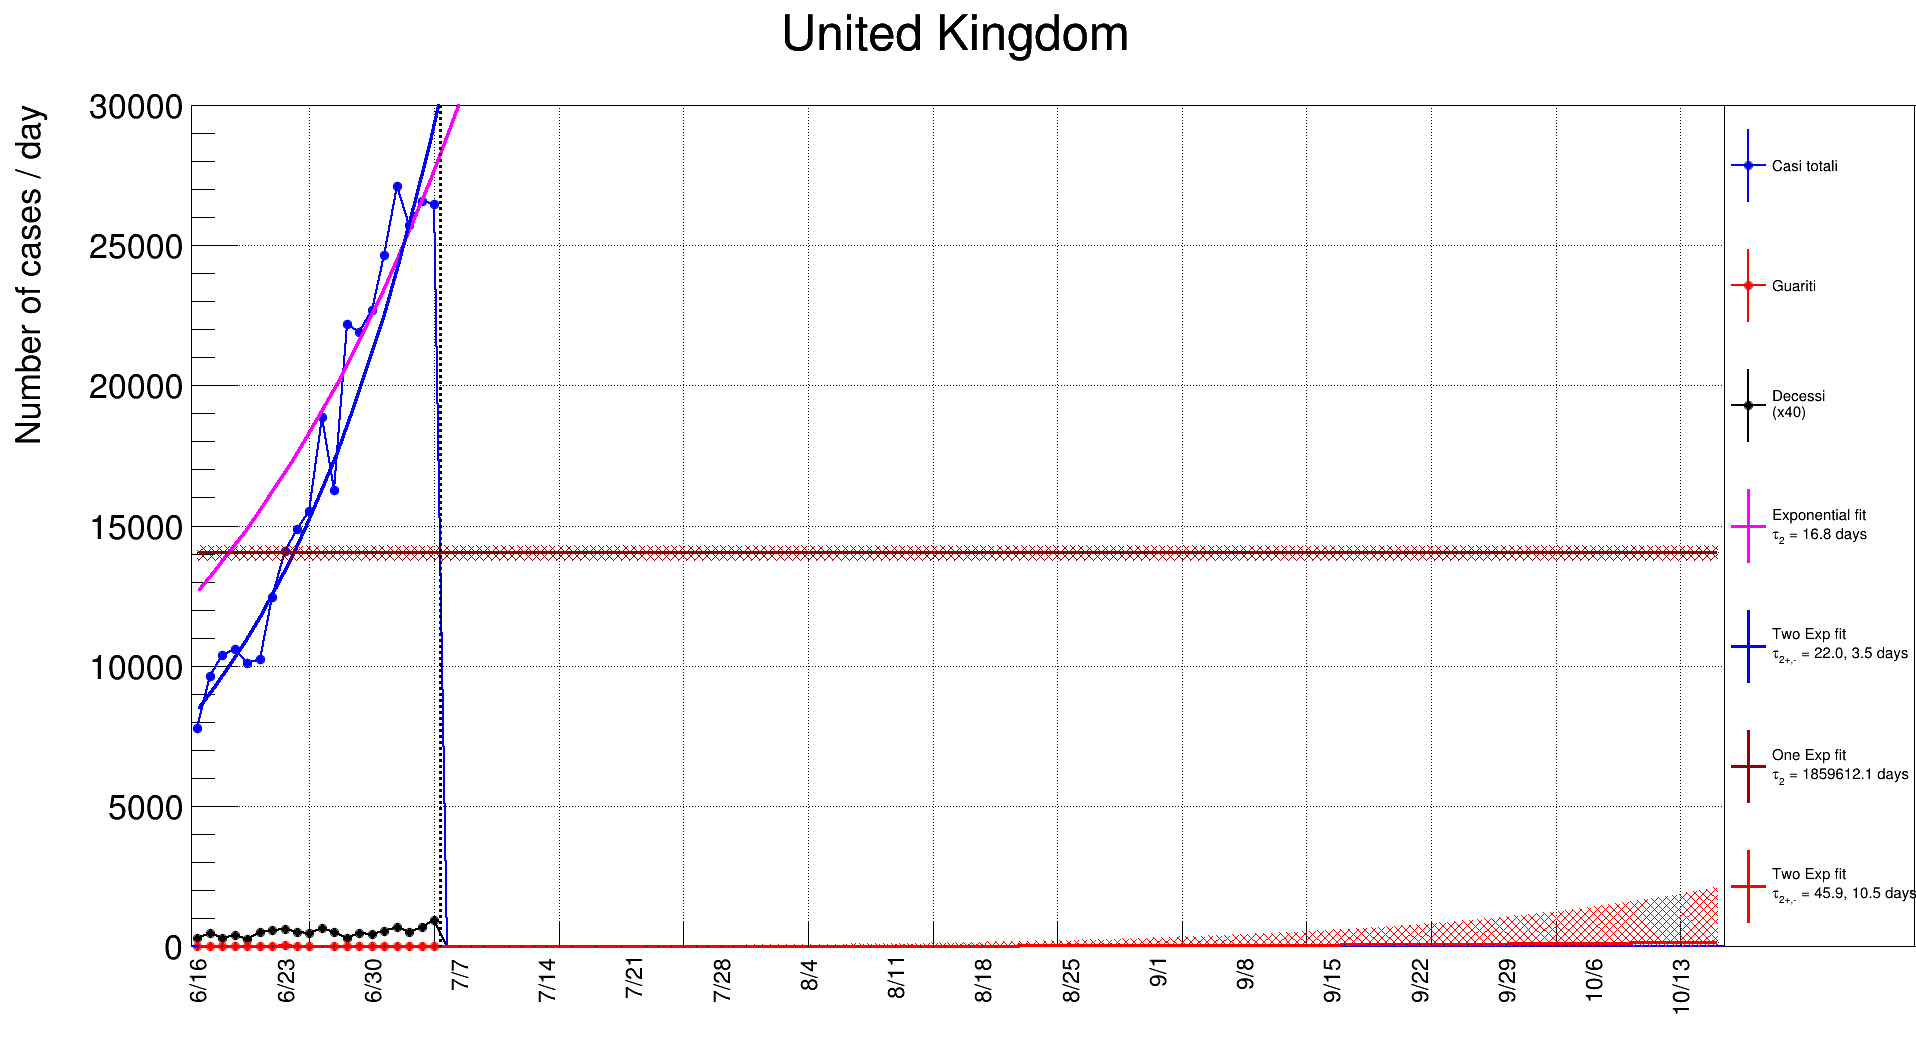 United Kingdom
Number of cases / day
30000
25000
20000
15000
10000
5000
0
6/16
6/23
6/30
7/7
7/14
7/21
7/28
8/4
8/11
8/18
8/25
9/1
9/8
9/15
9/22
9/29
10/6
10/13
Casi totali
Guariti
Decessi
(x40)
Exponential fit
τ2 = 16.8 days
Two Exp fit
τ2+,- = 22.0, 3.5 days
One Exp fit
τ2 = 1859612.1 days
Two Exp fit
τ2+,- = 45.9, 10.5 days